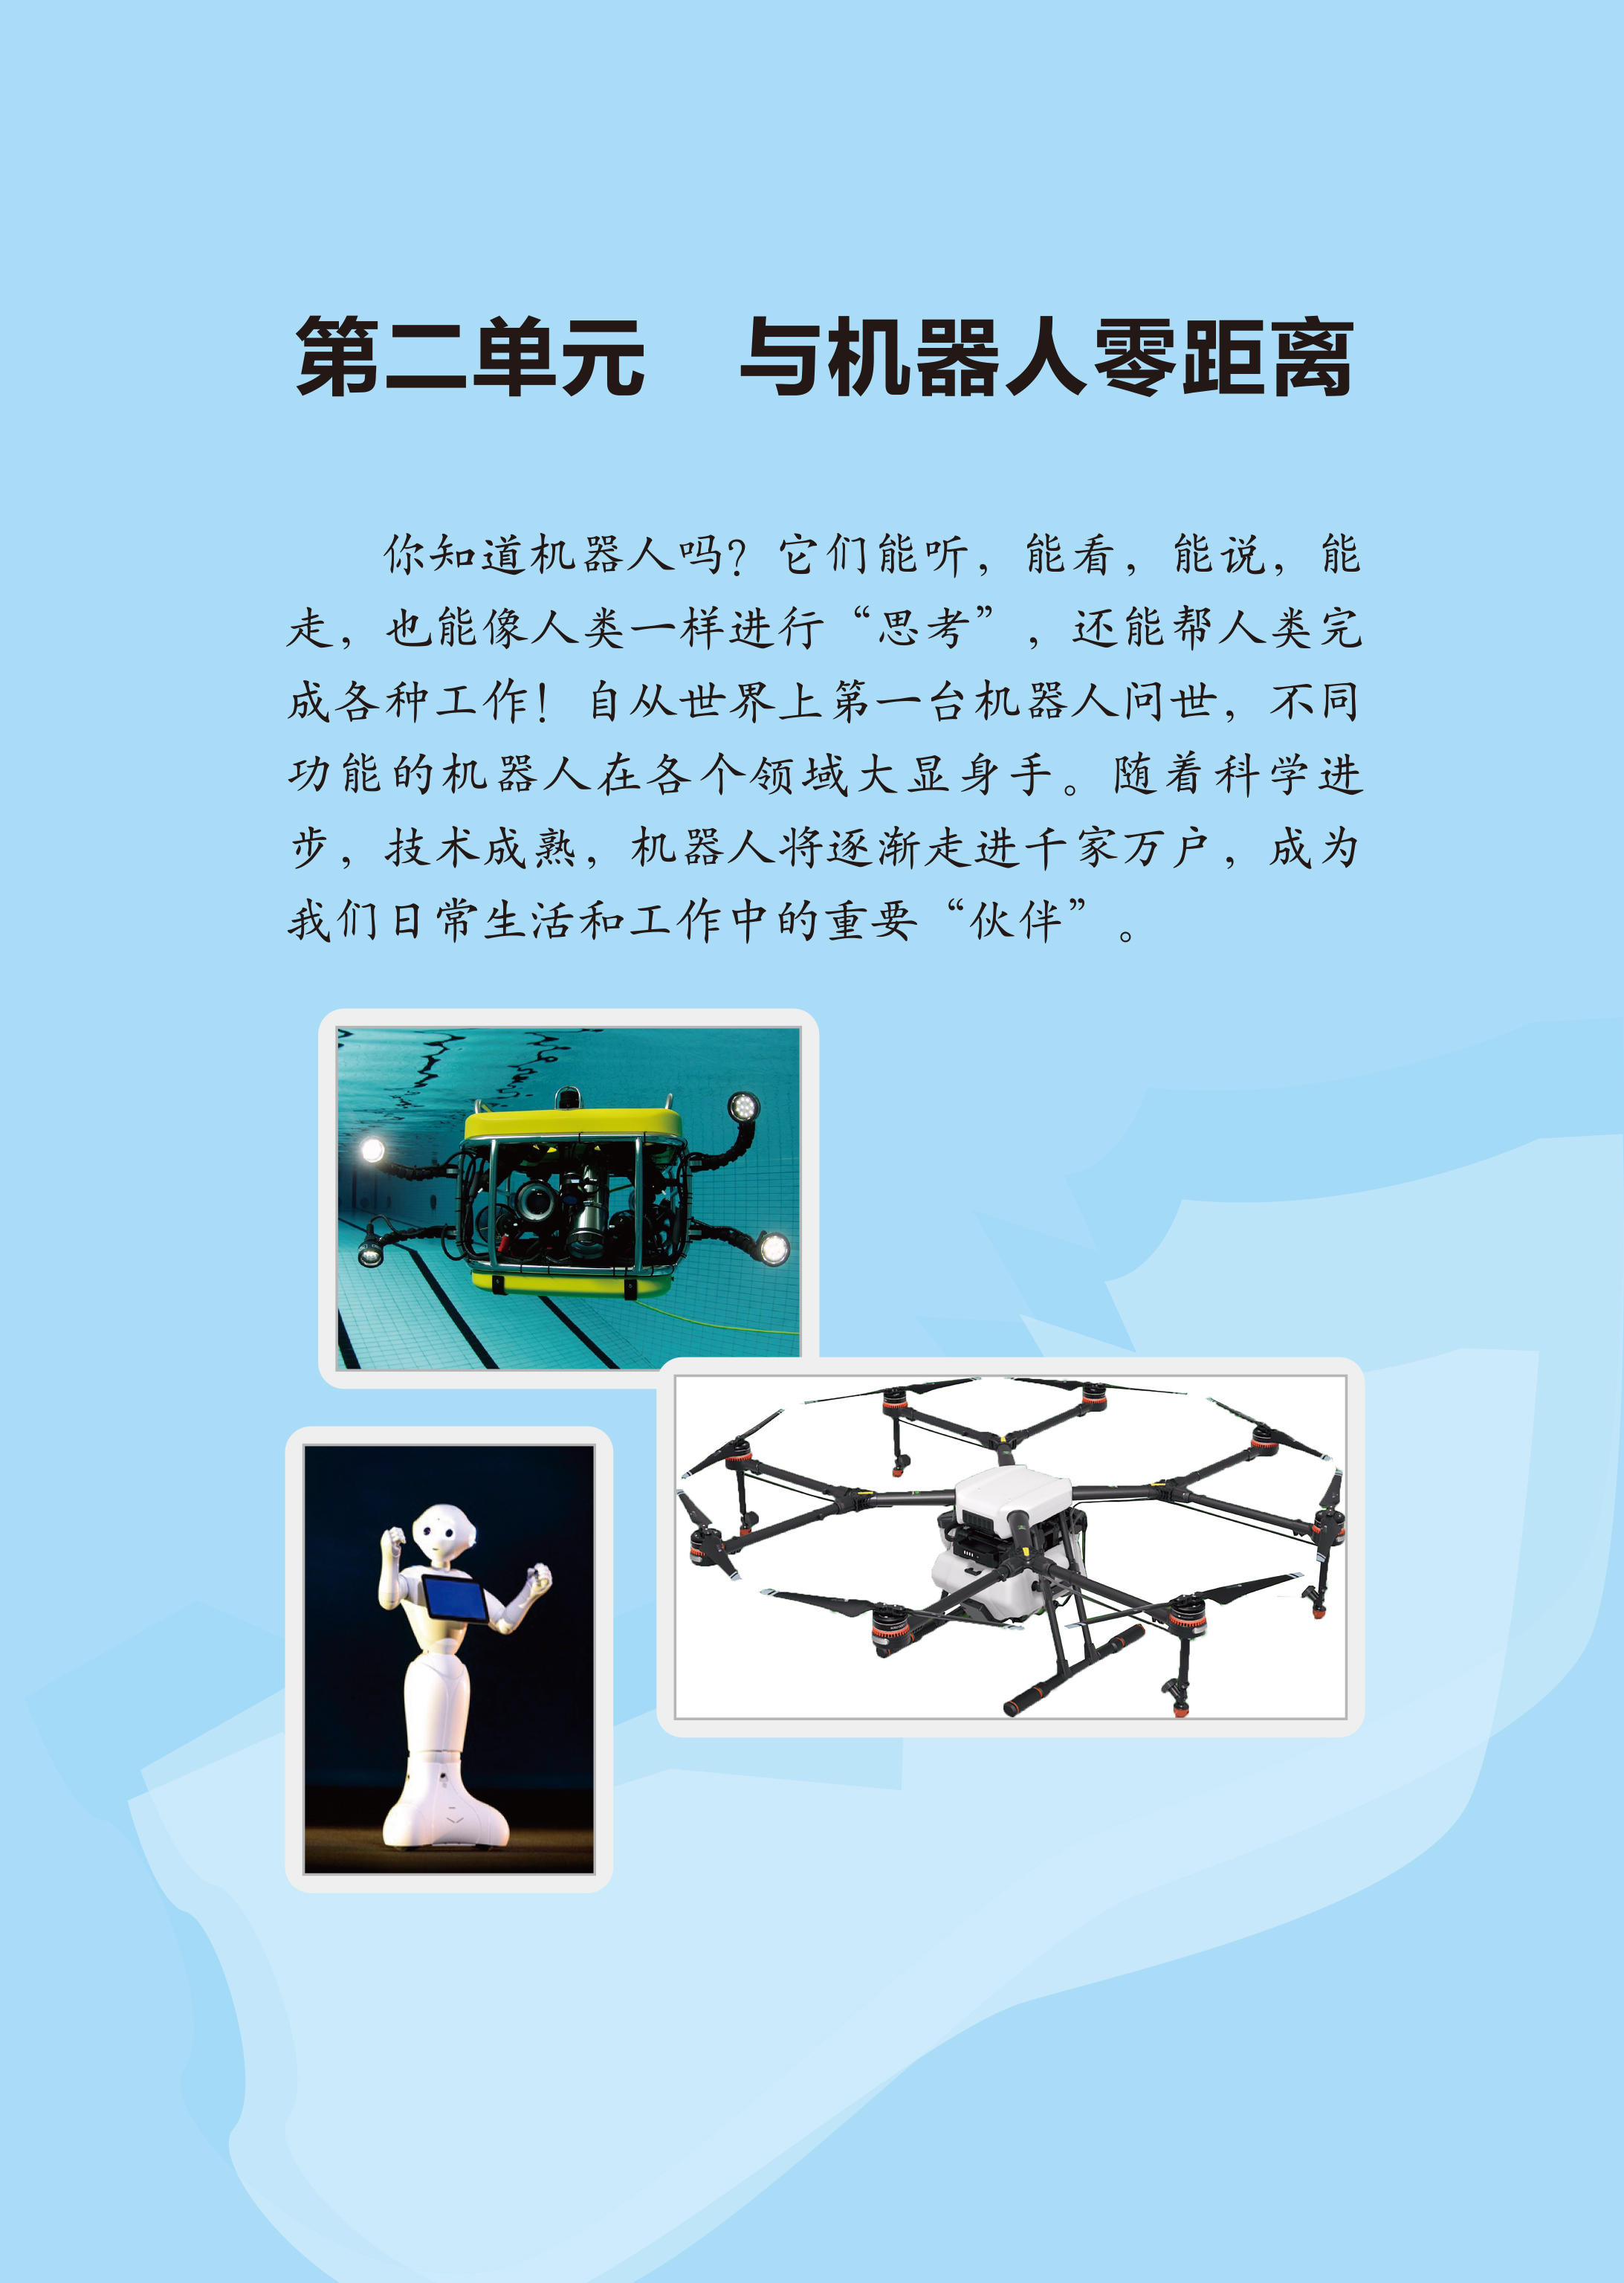 第二单元　与机器人零距离
你知道机器人吗？它们能听，能看，能说，能
走，也能像人类一样进行“思考”，还能帮人类完
成各种工作！自从世界上第一台机器人问世，不同
功能的机器人在各个领域大显身手。随着科学进
步，技术成熟，机器人将逐渐走进千家万户，成为
我们日常生活和工作中的重要“伙伴”。